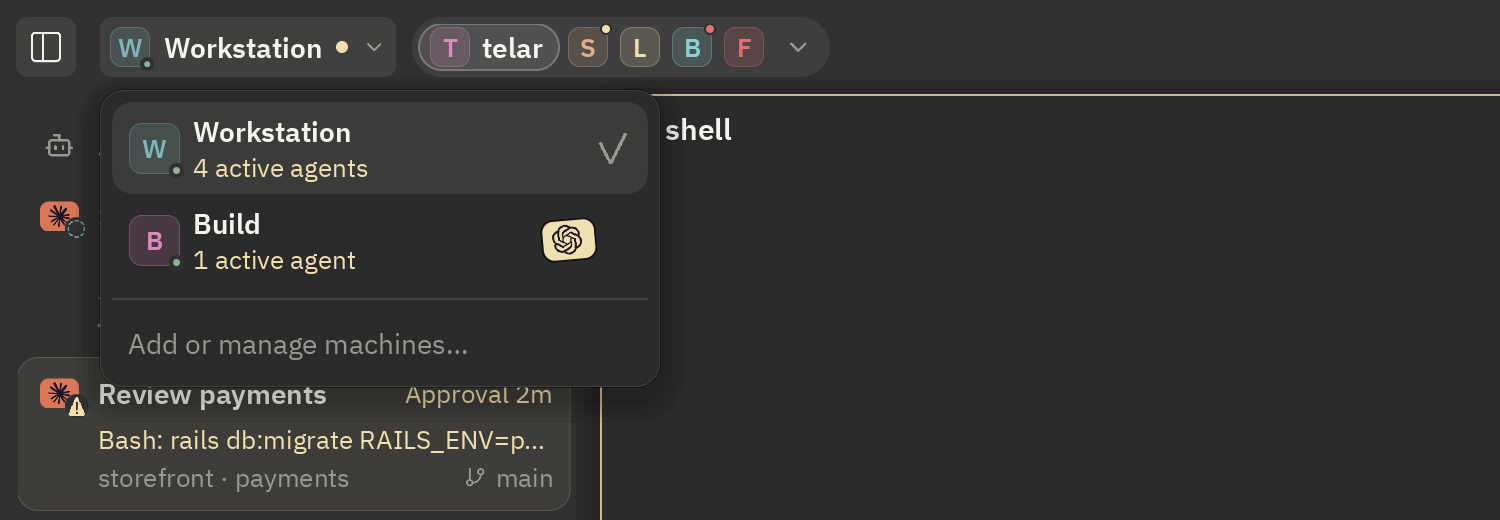 W Workstation
T telar S L B F
W Workstation
4 active agents
B Build
1 active agent
Add or manage machines...
shell
Review payments Approval 2m
Bash: rails db:migrate RAILS_ENV=p...
storefront · payments main